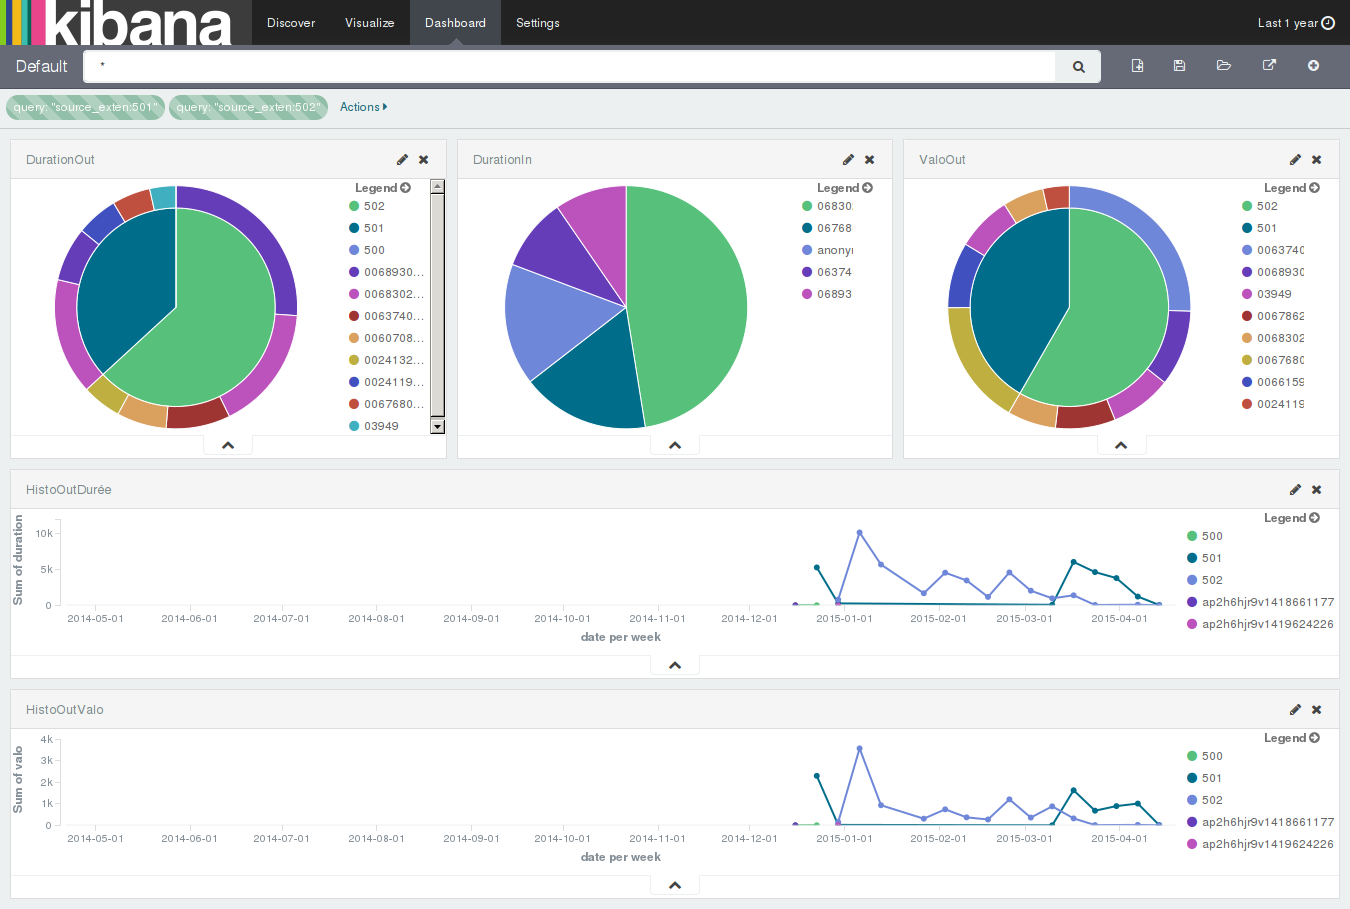 kibana
Discover
Visualize
Dashboard
Settings
Last 1 year
Default
*
query: "source_exten:501"
query: "source_exten:502"
Actions
DurationOut
Legend
502
501
500
0068930...
0068302...
0063740...
0060708...
0024132...
0024119...
0067680...
03949
DurationIn
Legend
06830
06768
anony
06374
06893
ValoOut
Legend
502
501
0063740
0068930
03949
0067862
0068302
0067680
0066159
0024119
HistoOutDurée
Sum of duration
10k
5k
0
2014-05-01
2014-06-01
2014-07-01
2014-08-01
2014-09-01
2014-10-01
2014-11-01
2014-12-01
2015-01-01
2015-02-01
2015-03-01
2015-04-01
date per week
Legend
500
501
502
ap2h6hjr9v1418661177
ap2h6hjr9v1419624226
HistoOutValo
Sum of valo
4k
3k
2k
1k
0
2014-05-01
2014-06-01
2014-07-01
2014-08-01
2014-09-01
2014-10-01
2014-11-01
2014-12-01
2015-01-01
2015-02-01
2015-03-01
2015-04-01
date per week
Legend
500
501
502
ap2h6hjr9v1418661177
ap2h6hjr9v1419624226